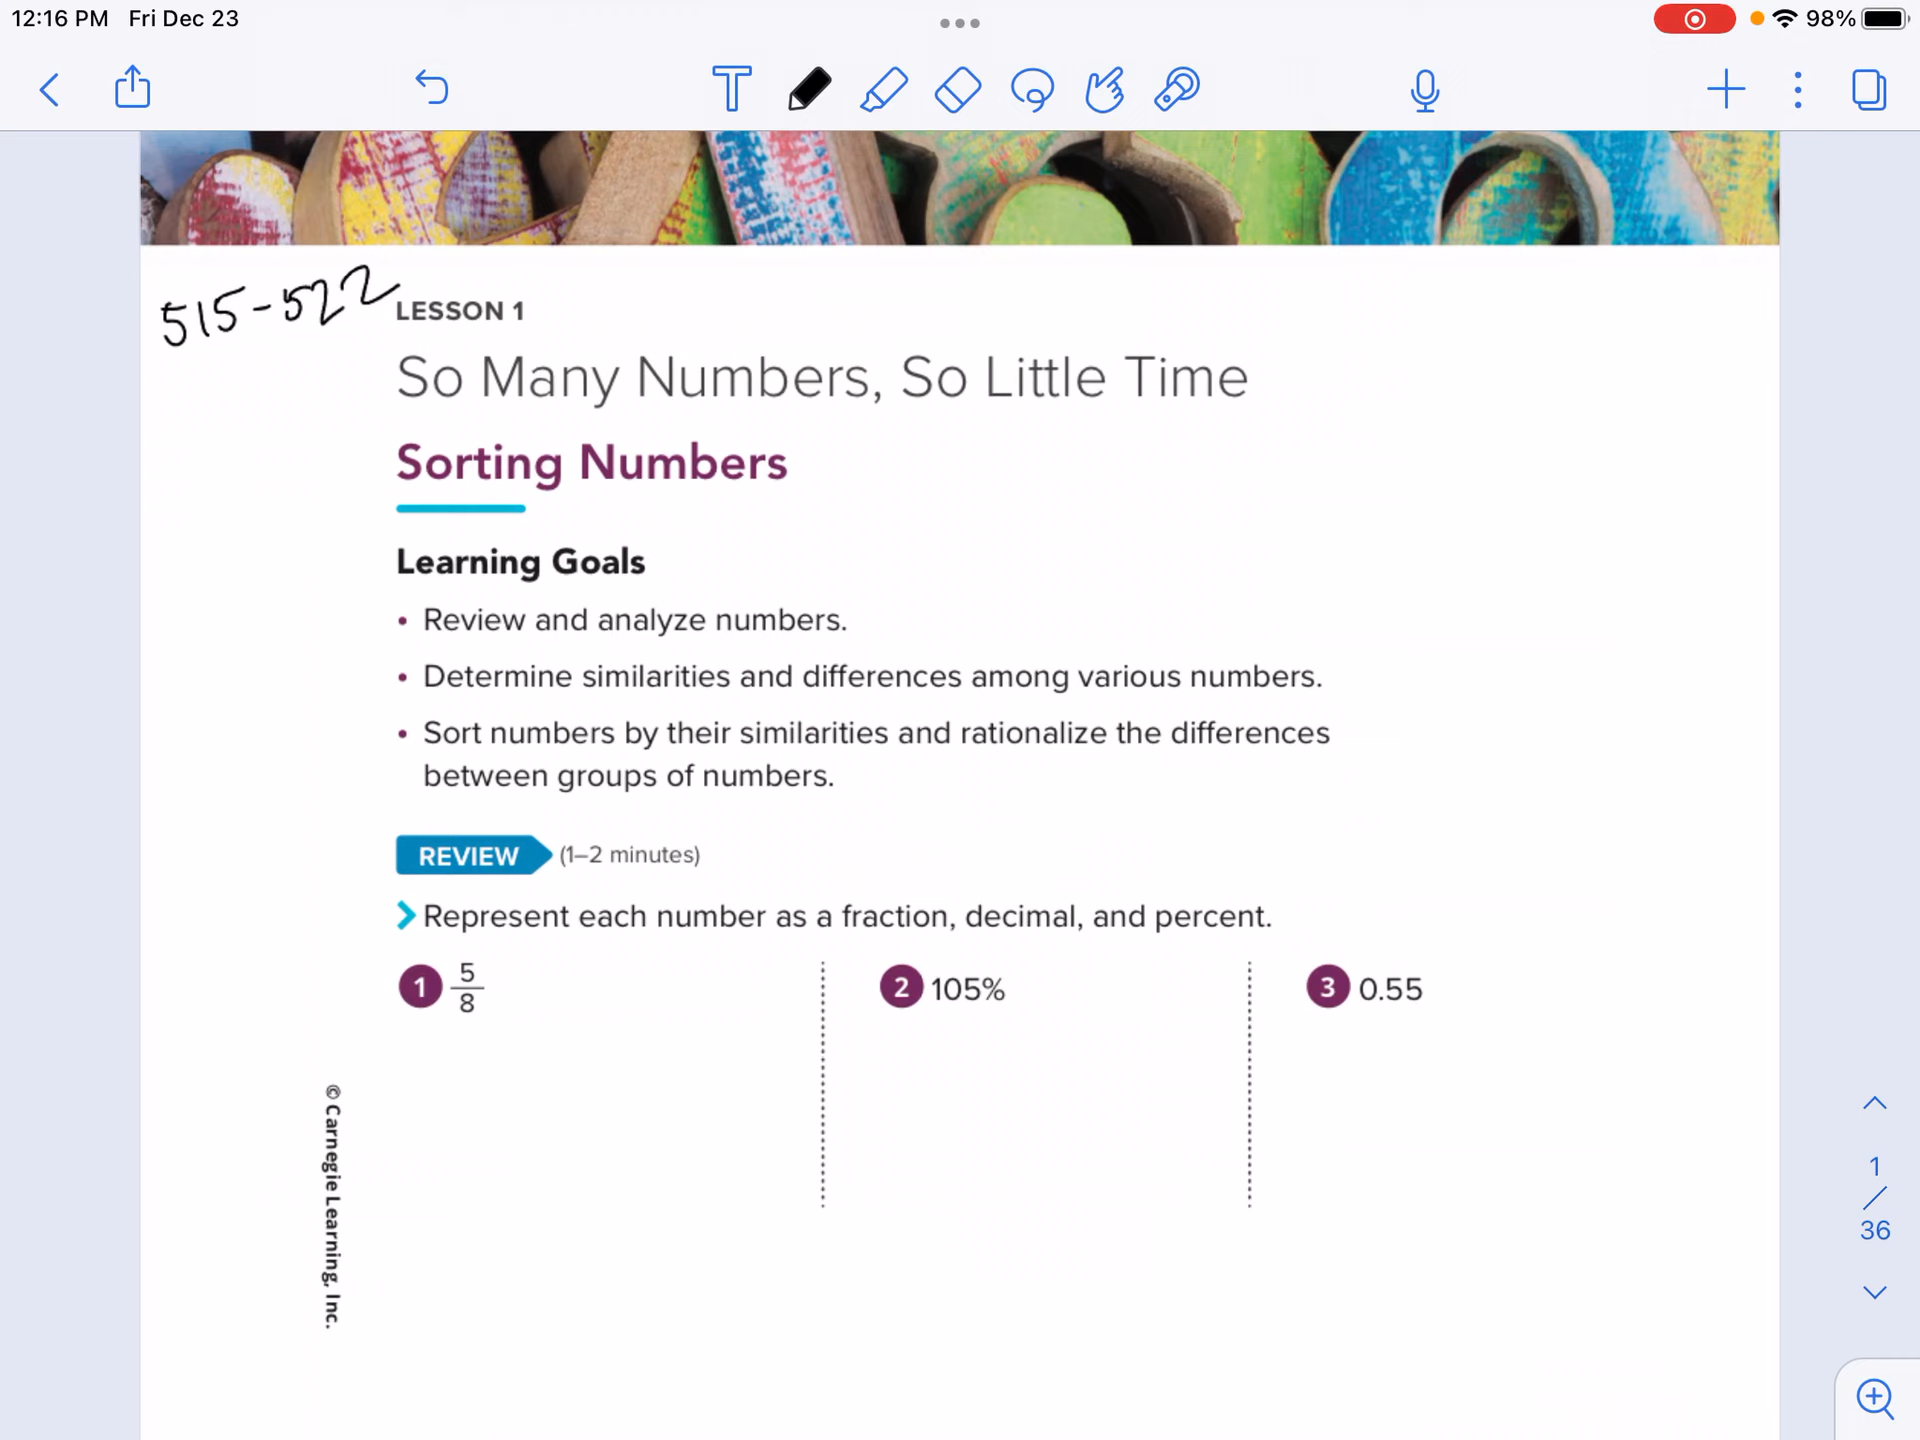 12:16 PM Fri Dec 23
98%
515-522
LESSON 1
So Many Numbers, So Little Time
Sorting Numbers
Learning Goals
• Review and analyze numbers.
• Determine similarities and differences among various numbers.
• Sort numbers by their similarities and rationalize the differences
between groups of numbers.
REVIEW (1–2 minutes)
Represent each number as a fraction, decimal, and percent.
1 5/8
2 105%
3 0.55
© Carnegie Learning, Inc.
1
/
36